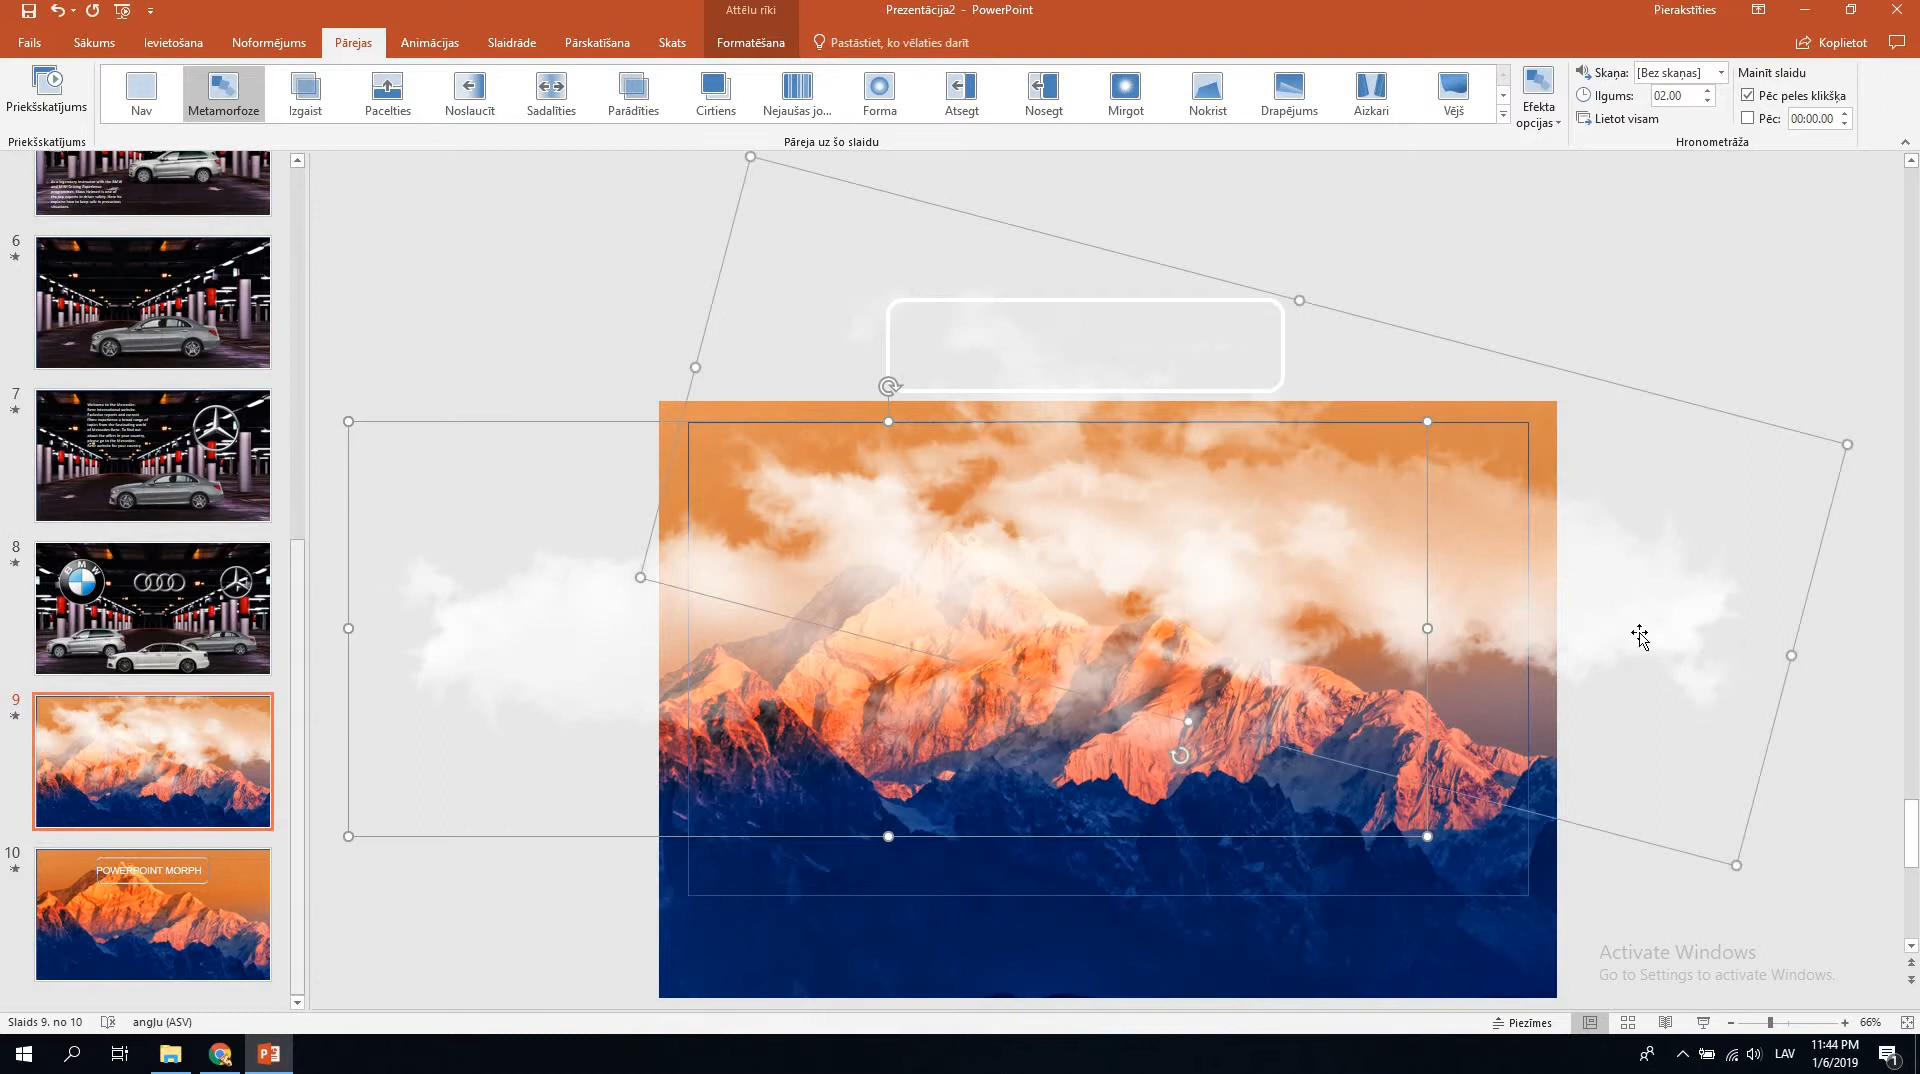 Attēlu rīki
Prezentācija2 - PowerPoint
Pierakstīties
Fails
Sākums
Ievietošana
Noformējums
Pārejas
Animācijas
Slaidrāde
Pārskatīšana
Skats
Formatēšana
Pastāstiet, ko vēlaties darīt
Koplietot
Priekšskatījums
Nav
Metamorfoze
Izgaist
Pacelties
Noslaucīt
Sadalīties
Parādīties
Cirtiens
Nejaušas jo...
Forma
Atsegt
Nosegt
Mirgot
Nokrist
Drapējums
Aizkari
Vējš
Efekta
opcijas
Skaņa: [Bez skaņas]
Ilgums: 02.00
Lietot visam
Mainīt slaidu
Pēc peles klikšķa
Pēc: 00:00.00
Priekšskatījums
Pāreja uz šo slaidu
Hronometrāža
6
7
8
BMW
9
10
POWERPOINT MORPH
Activate Windows
Go to Settings to activate Windows.
Slaids 9. no 10
angļu (ASV)
Piezīmes
66%
LAV
11:44 PM
1/6/2019
1